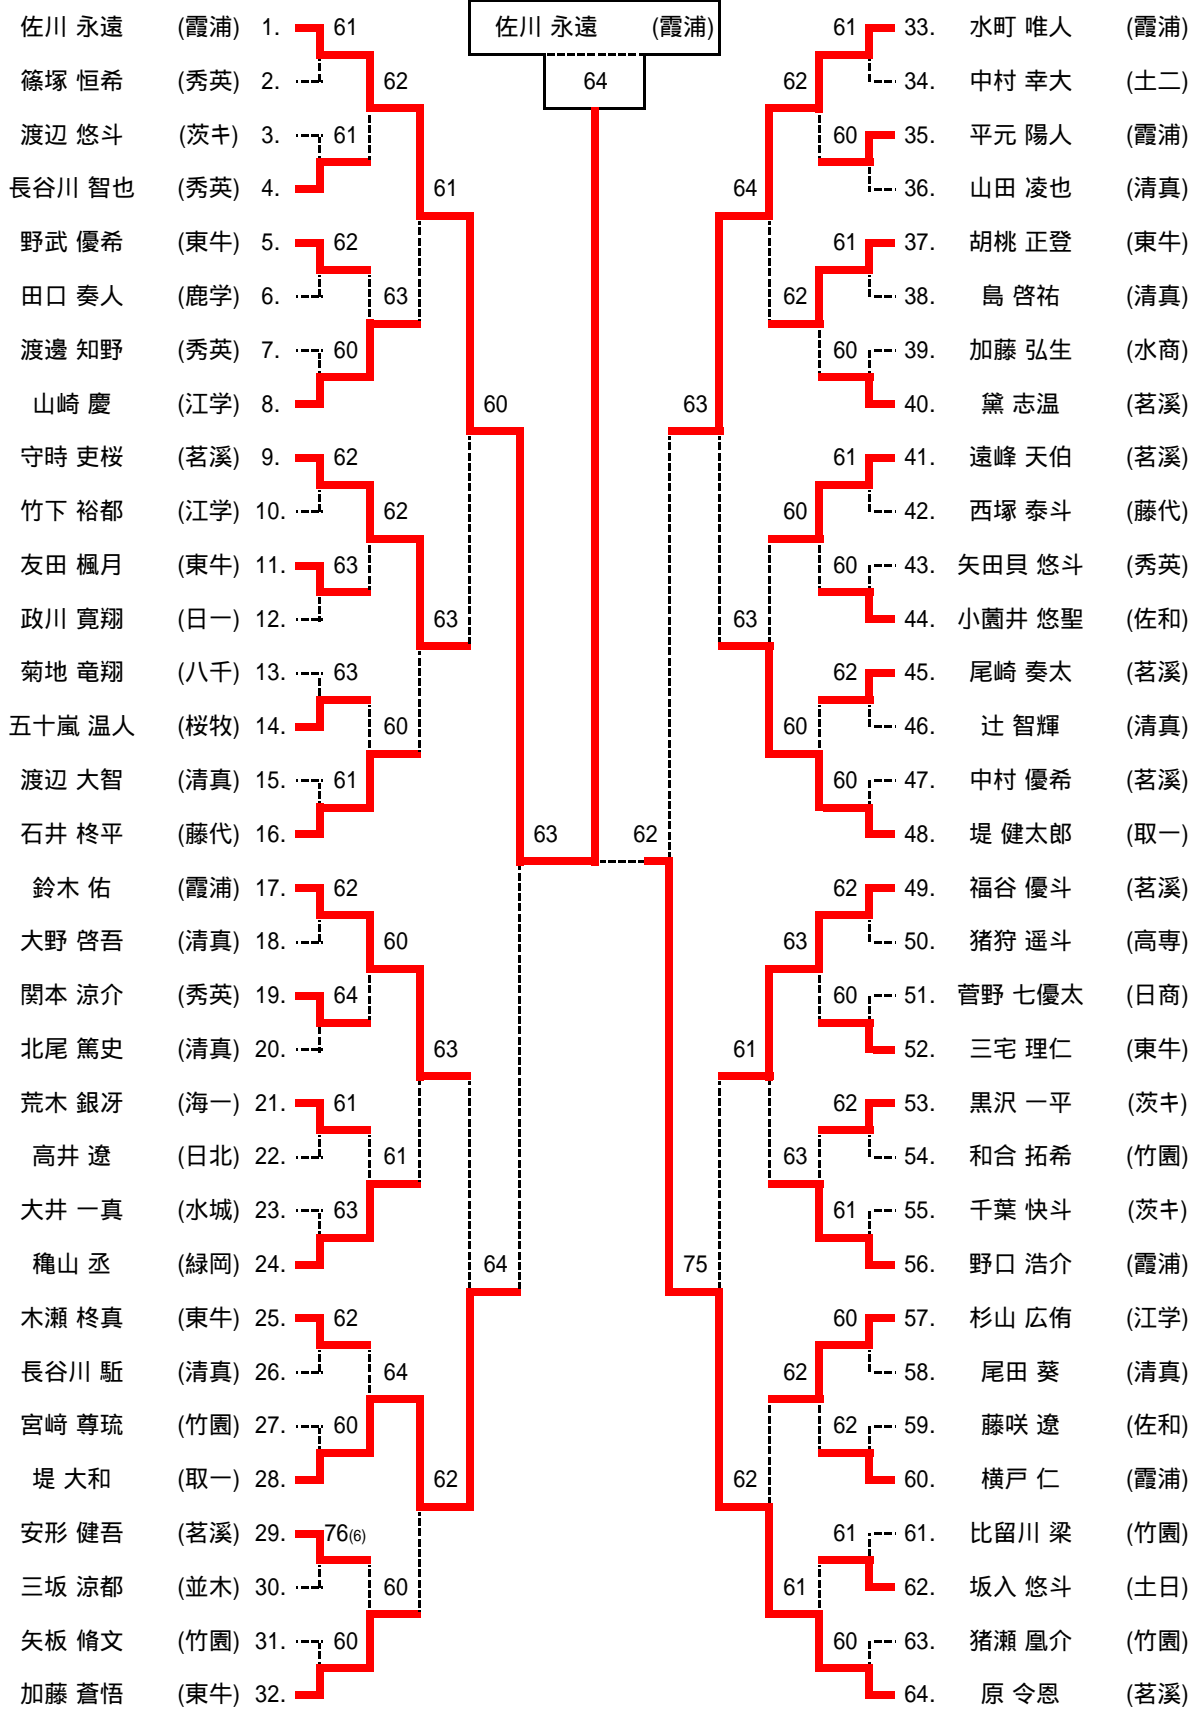 佐川 永遠 (霞浦)
64
佐川 永遠 (霞浦) 1.
篠塚 恒希 (秀英) 2.
渡辺 悠斗 (茨キ) 3.
長谷川 智也 (秀英) 4.
野武 優希 (東牛) 5.
田口 奏人 (鹿学) 6.
渡邊 知野 (秀英) 7.
山崎 慶 (江学) 8.
守時 吏桜 (茗溪) 9.
竹下 裕都 (江学) 10.
友田 楓月 (東牛) 11.
政川 寛翔 (日一) 12.
菊地 竜翔 (八千) 13.
五十嵐 温人 (桜牧) 14.
渡辺 大智 (清真) 15.
石井 柊平 (藤代) 16.
鈴木 佑 (霞浦) 17.
大野 啓吾 (清真) 18.
関本 涼介 (秀英) 19.
北尾 篤史 (清真) 20.
荒木 銀冴 (海一) 21.
高井 遼 (日北) 22.
大井 一真 (水城) 23.
穐山 丞 (緑岡) 24.
木瀬 柊真 (東牛) 25.
長谷川 駈 (清真) 26.
宮﨑 尊琉 (竹園) 27.
堤 大和 (取一) 28.
安形 健吾 (茗溪) 29.
三坂 涼都 (並木) 30.
矢板 脩文 (竹園) 31.
加藤 蒼悟 (東牛) 32.
61
61
62
60
62
63
63
61
62
64
61
63
62
60
76(6)
60
62
63
62
60
60
61
64
60
61
63
63
62
60
64
63
62
63
75
64
63
61
62
62
62
60
60
63
63
62
61
61
60
61
60
61
60
62
60
62
60
62
61
60
62
61
60
33. 水町 唯人 (霞浦)
34. 中村 幸大 (土二)
35. 平元 陽人 (霞浦)
36. 山田 凌也 (清真)
37. 胡桃 正登 (東牛)
38. 島 啓祐 (清真)
39. 加藤 弘生 (水商)
40. 黛 志温 (茗溪)
41. 遠峰 天伯 (茗溪)
42. 西塚 泰斗 (藤代)
43. 矢田貝 悠斗 (秀英)
44. 小薗井 悠聖 (佐和)
45. 尾崎 奏太 (茗溪)
46. 辻 智輝 (清真)
47. 中村 優希 (茗溪)
48. 堤 健太郎 (取一)
49. 福谷 優斗 (茗溪)
50. 猪狩 遥斗 (高専)
51. 菅野 七優太 (日商)
52. 三宅 理仁 (東牛)
53. 黒沢 一平 (茨キ)
54. 和合 拓希 (竹園)
55. 千葉 快斗 (茨キ)
56. 野口 浩介 (霞浦)
57. 杉山 広侑 (江学)
58. 尾田 葵 (清真)
59. 藤咲 遼 (佐和)
60. 横戸 仁 (霞浦)
61. 比留川 梁 (竹園)
62. 坂入 悠斗 (土日)
63. 猪瀬 凰介 (竹園)
64. 原 令恩 (茗溪)